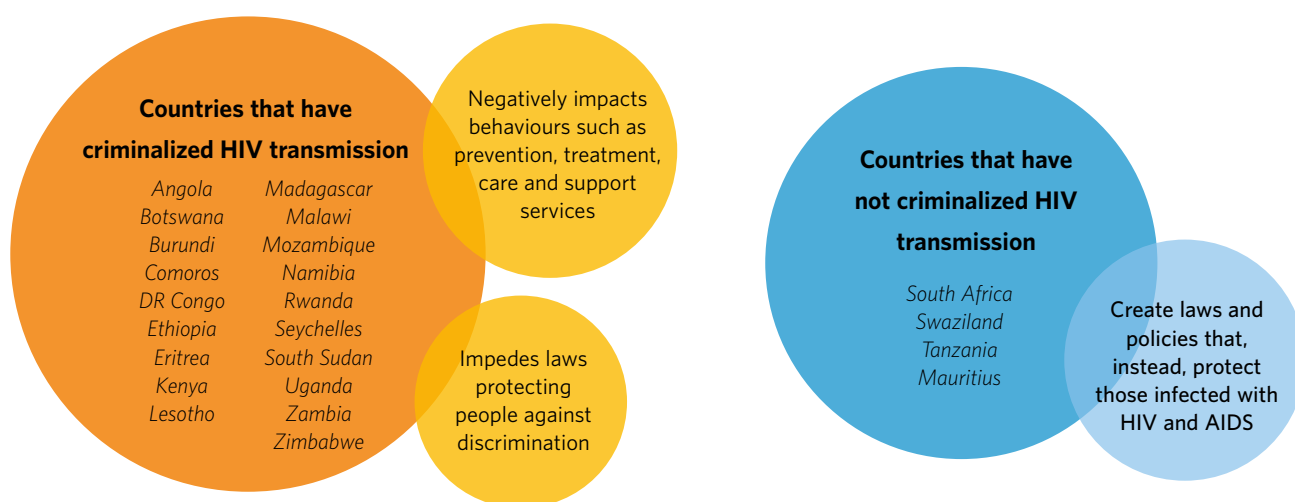 Countries that have
criminalized HIV transmission
Angola
Botswana
Burundi
Comoros
DR Congo
Ethiopia
Eritrea
Kenya
Lesotho
Madagascar
Malawi
Mozambique
Namibia
Rwanda
Seychelles
South Sudan
Uganda
Zambia
Zimbabwe
Negatively impacts
behaviours such as
prevention, treatment,
care and support
services
Impedes laws
protecting
people against
discrimination
Countries that have
not criminalized HIV
transmission
South Africa
Swaziland
Tanzania
Mauritius
Create laws and
policies that,
instead, protect
those infected with
HIV and AIDS